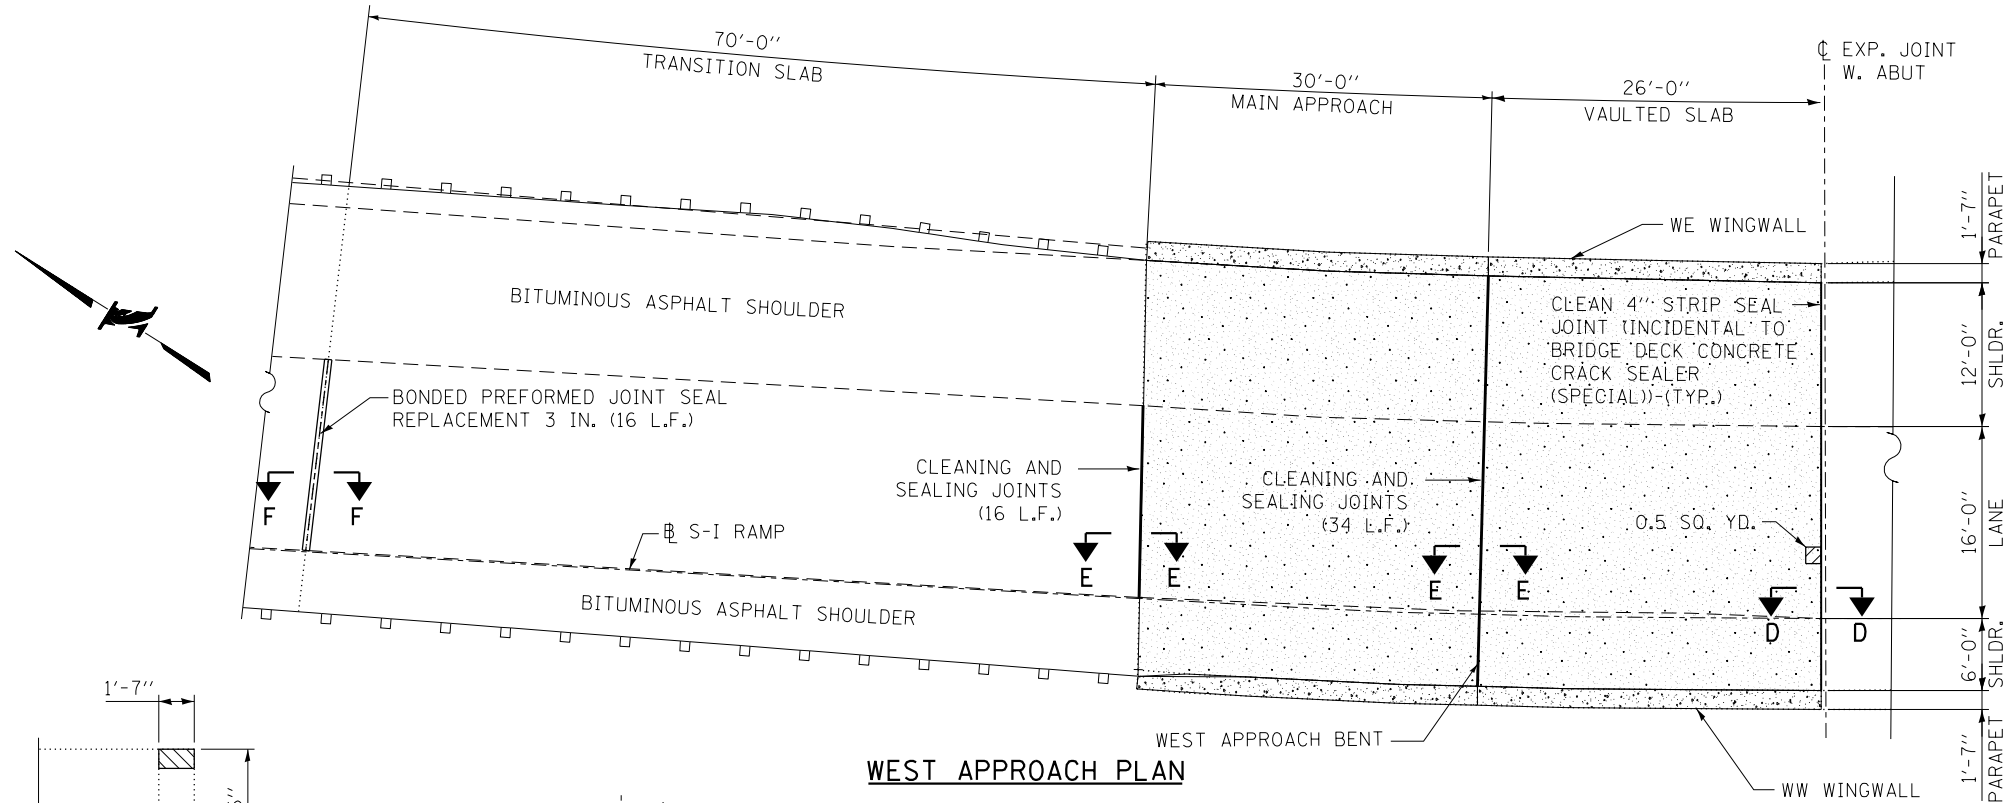 70'-0"
TRANSITION SLAB
30'-0"
MAIN APPROACH
26'-0"
VAULTED SLAB
℄ EXP. JOINT
W. ABUT
WE WINGWALL
1'-7"
PARAPET
BITUMINOUS ASPHALT SHOULDER
CLEAN 4" STRIP SEAL
JOINT (INCIDENTAL TO
BRIDGE DECK CONCRETE
CRACK SEALER
(SPECIAL))-(TYP.)
12'-0"
SHLDR.
BONDED PREFORMED JOINT SEAL
REPLACEMENT 3 IN. (16 L.F.)
CLEANING AND
SEALING JOINTS
(16 L.F.)
CLEANING AND
SEALING JOINTS
(34 L.F.)
0.5 SQ. YD.
16'-0"
LANE
F F
S-I RAMP
E E
E E
D D
BITUMINOUS ASPHALT SHOULDER
6'-0"
SHLDR.
1'-7"
WEST APPROACH BENT
WEST APPROACH PLAN
WW WINGWALL
1'-7"
PARAPET